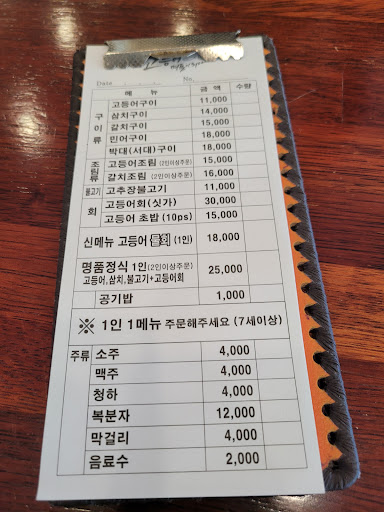 고등어
Date No.
메 뉴 금 액 수량
구이류
고등어구이 11,000
삼치구이 14,000
갈치구이 15,000
민어구이 18,000
박대(서대)구이 18,000
조림류
고등어조림 (2인이상주문) 15,000
갈치조림 (2인이상주문) 16,000
불고기 고추장불고기 11,000
회
고등어회(싯가) 30,000
고등어 초밥 (10ps) 15,000
신메뉴 고등어 물회 (1인) 18,000
명품정식 1인 (2인이상주문) 25,000
고등어,삼치,불고기+고등어회
공기밥 1,000
※ 1인 1메뉴 주문해주세요 (7세이상)
주류
소주 4,000
맥주 4,000
청하 4,000
복분자 12,000
막걸리 4,000
음료수 2,000